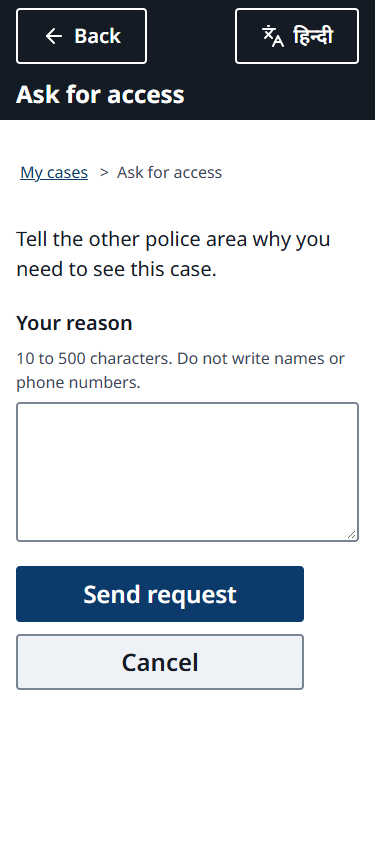 Back
हिन्दी
Ask for access
My cases > Ask for access
Tell the other police area why you
need to see this case.
Your reason
10 to 500 characters. Do not write names or
phone numbers.
Send request
Cancel